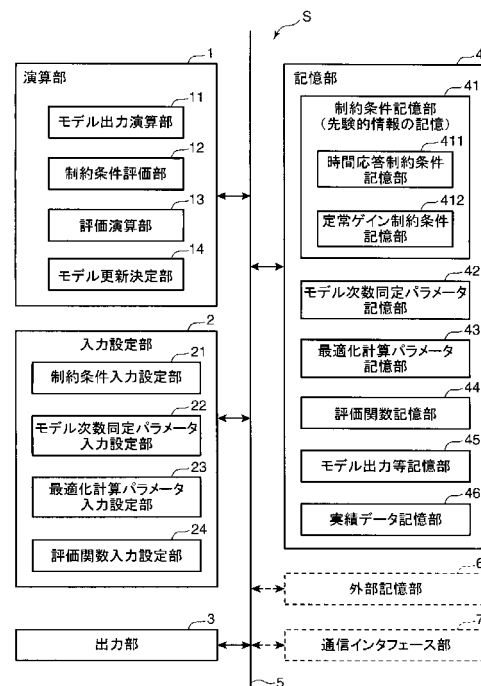 S
1
演算部
11
モデル出力演算部
12
制約条件評価部
13
評価演算部
14
モデル更新決定部
2
入力設定部
21
制約条件入力設定部
22
モデル次数同定パラメータ
入力設定部
23
最適化計算パラメータ
入力設定部
24
評価関数入力設定部
3
出力部
4
記憶部
41
制約条件記憶部
(先験的情報の記憶)
411
時間応答制約条件
記憶部
412
定常ゲイン制約条件
記憶部
42
モデル次数同定パラメータ
記憶部
43
最適化計算パラメータ
記憶部
44
評価関数記憶部
45
モデル出力等記憶部
46
実績データ記憶部
6
外部記憶部
7
通信インタフェース部
5